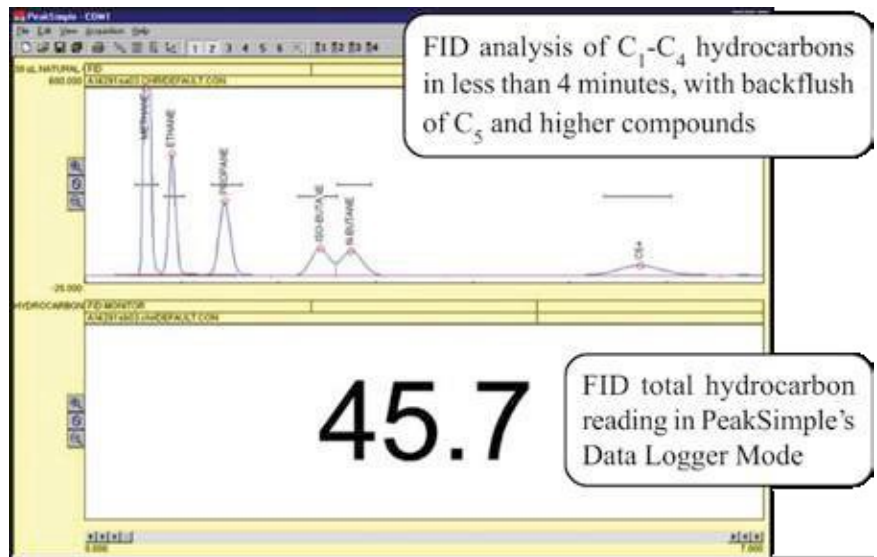 PeakSimple - COM1
File Edit View Acquisition Help
1 2 3 4 5 6
FID analysis of C₁-C₄ hydrocarbons
in less than 4 minutes, with backflush
of C₅ and higher compounds
NATURAL FID
600.000
METHANE
ETHANE
PROPANE
ISO-BUTANE
N-BUTANE
C5+
-25.000
HYDROCARBON FID MONITOR
45.7
FID total hydrocarbon
reading in PeakSimple's
Data Logger Mode
0.000
7.000